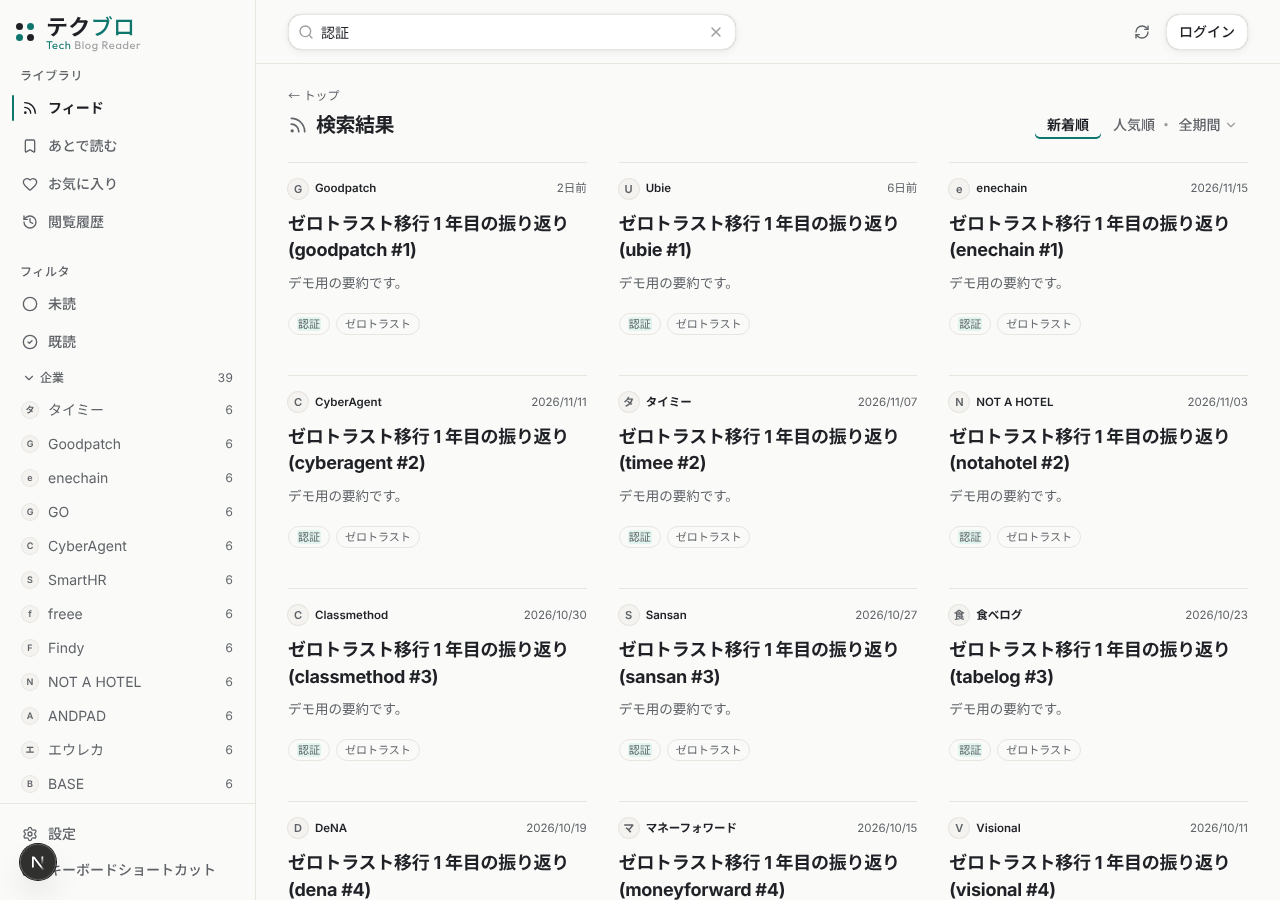 テクブロ
Tech Blog Reader
ライブラリ
フィード
あとで読む
お気に入り
閲覧履歴
フィルタ
未読
既読
企業 39
タ タイミー 6
G Goodpatch 6
e enechain 6
G GO 6
C CyberAgent 6
S SmartHR 6
f freee 6
F Findy 6
N NOT A HOTEL 6
A ANDPAD 6
エ エウレカ 6
B BASE 6
設定
N
キーボードショートカット
認証
ログイン
← トップ
検索結果
新着順 人気順 • 全期間
G Goodpatch 2日前
ゼロトラスト移行 1 年目の振り返り
(goodpatch #1)
デモ用の要約です。
認証 ゼロトラスト
U Ubie 6日前
ゼロトラスト移行 1 年目の振り返り
(ubie #1)
デモ用の要約です。
認証 ゼロトラスト
e enechain 2026/11/15
ゼロトラスト移行 1 年目の振り返り
(enechain #1)
デモ用の要約です。
認証 ゼロトラスト
C CyberAgent 2026/11/11
ゼロトラスト移行 1 年目の振り返り
(cyberagent #2)
デモ用の要約です。
認証 ゼロトラスト
タ タイミー 2026/11/07
ゼロトラスト移行 1 年目の振り返り
(timee #2)
デモ用の要約です。
認証 ゼロトラスト
N NOT A HOTEL 2026/11/03
ゼロトラスト移行 1 年目の振り返り
(notahotel #2)
デモ用の要約です。
認証 ゼロトラスト
C Classmethod 2026/10/30
ゼロトラスト移行 1 年目の振り返り
(classmethod #3)
デモ用の要約です。
認証 ゼロトラスト
S Sansan 2026/10/27
ゼロトラスト移行 1 年目の振り返り
(sansan #3)
デモ用の要約です。
認証 ゼロトラスト
食 食べログ 2026/10/23
ゼロトラスト移行 1 年目の振り返り
(tabelog #3)
デモ用の要約です。
認証 ゼロトラスト
D DeNA 2026/10/19
ゼロトラスト移行 1 年目の振り返り
(dena #4)
マ マネーフォワード 2026/10/15
ゼロトラスト移行 1 年目の振り返り
(moneyforward #4)
V Visional 2026/10/11
ゼロトラスト移行 1 年目の振り返り
(visional #4)